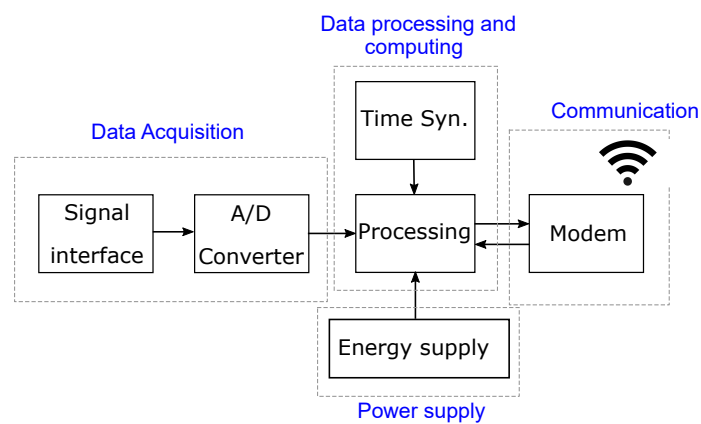 Data processing and
computing
Time Syn.
Communication
Data Acquisition
Signal
interface
A/D
Converter
Processing
Modem
Energy supply
Power supply